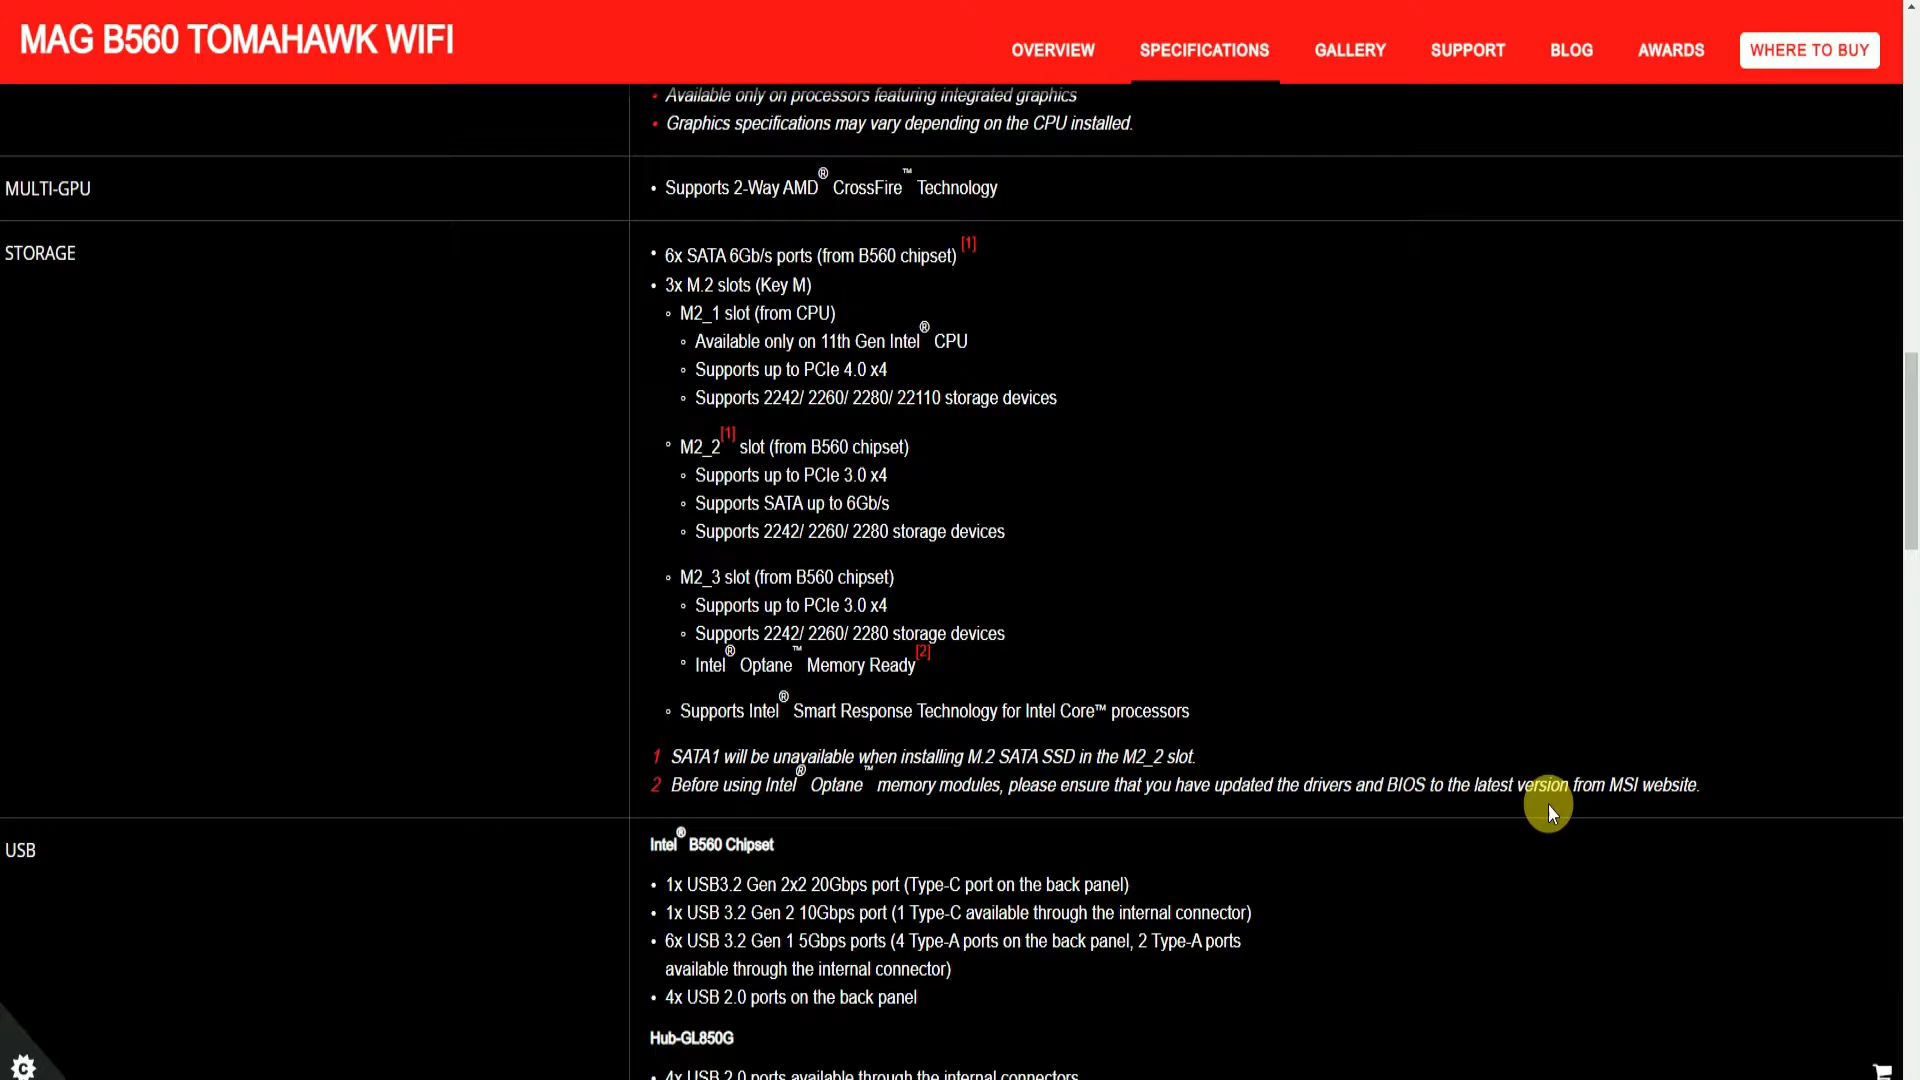 MAG B560 TOMAHAWK WIFI
OVERVIEW SPECIFICATIONS GALLERY SUPPORT BLOG AWARDS WHERE TO BUY
• Available only on processors featuring integrated graphics
• Graphics specifications may vary depending on the CPU installed.
MULTI-GPU
• Supports 2-Way AMD® CrossFire™ Technology
STORAGE
• 6x SATA 6Gb/s ports (from B560 chipset) [1]
• 3x M.2 slots (Key M)
◦ M2_1 slot (from CPU)
◦ Available only on 11th Gen Intel® CPU
◦ Supports up to PCIe 4.0 x4
◦ Supports 2242/ 2260/ 2280/ 22110 storage devices
◦ M2_2[1] slot (from B560 chipset)
◦ Supports up to PCIe 3.0 x4
◦ Supports SATA up to 6Gb/s
◦ Supports 2242/ 2260/ 2280 storage devices
◦ M2_3 slot (from B560 chipset)
◦ Supports up to PCIe 3.0 x4
◦ Supports 2242/ 2260/ 2280 storage devices
◦ Intel® Optane™ Memory Ready[2]
◦ Supports Intel® Smart Response Technology for Intel Core™ processors
1 SATA1 will be unavailable when installing M.2 SATA SSD in the M2_2 slot.
2 Before using Intel® Optane™ memory modules, please ensure that you have updated the drivers and BIOS to the latest version from MSI website.
USB
Intel® B560 Chipset
• 1x USB3.2 Gen 2x2 20Gbps port (Type-C port on the back panel)
• 1x USB 3.2 Gen 2 10Gbps port (1 Type-C available through the internal connector)
• 6x USB 3.2 Gen 1 5Gbps ports (4 Type-A ports on the back panel, 2 Type-A ports
available through the internal connector)
• 4x USB 2.0 ports on the back panel
Hub-GL850G
• 4x USB 2.0 ports available through the internal connectors